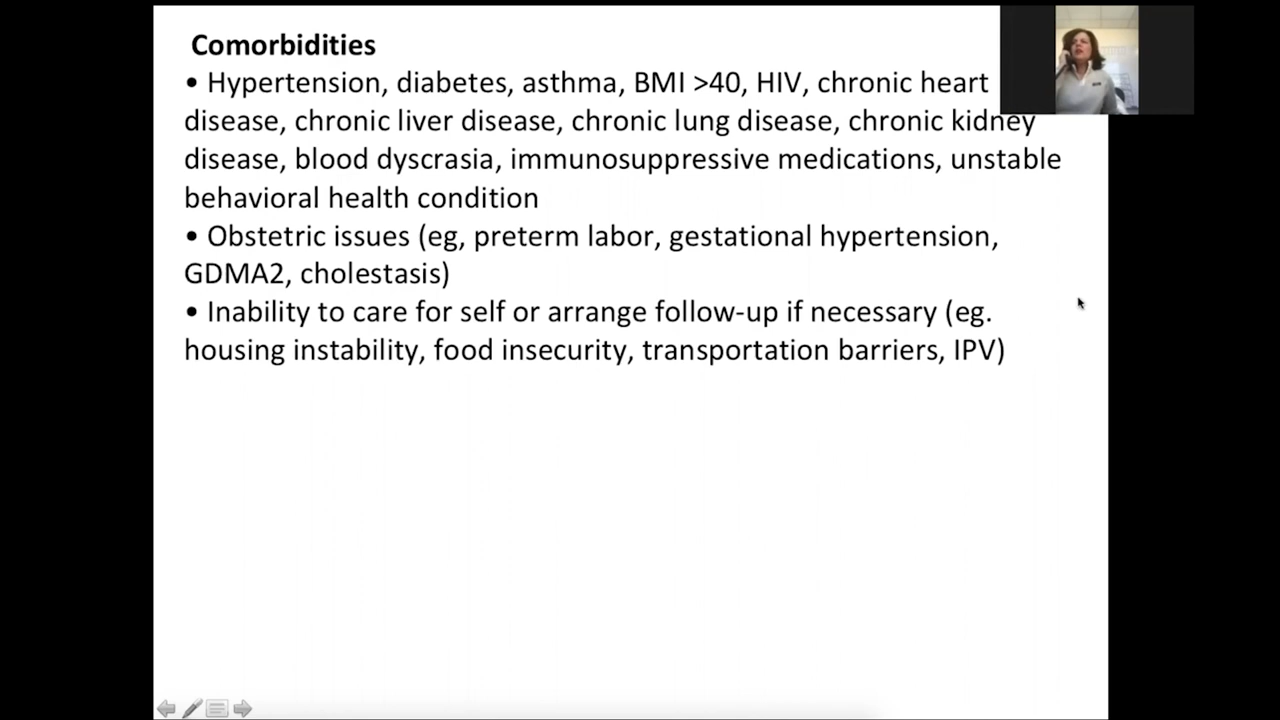 Comorbidities
• Hypertension, diabetes, asthma, BMI >40, HIV, chronic heart
disease, chronic liver disease, chronic lung disease, chronic kidney
disease, blood dyscrasia, immunosuppressive medications, unstable
behavioral health condition
• Obstetric issues (eg, preterm labor, gestational hypertension,
GDMA2, cholestasis)
• Inability to care for self or arrange follow-up if necessary (eg.
housing instability, food insecurity, transportation barriers, IPV)